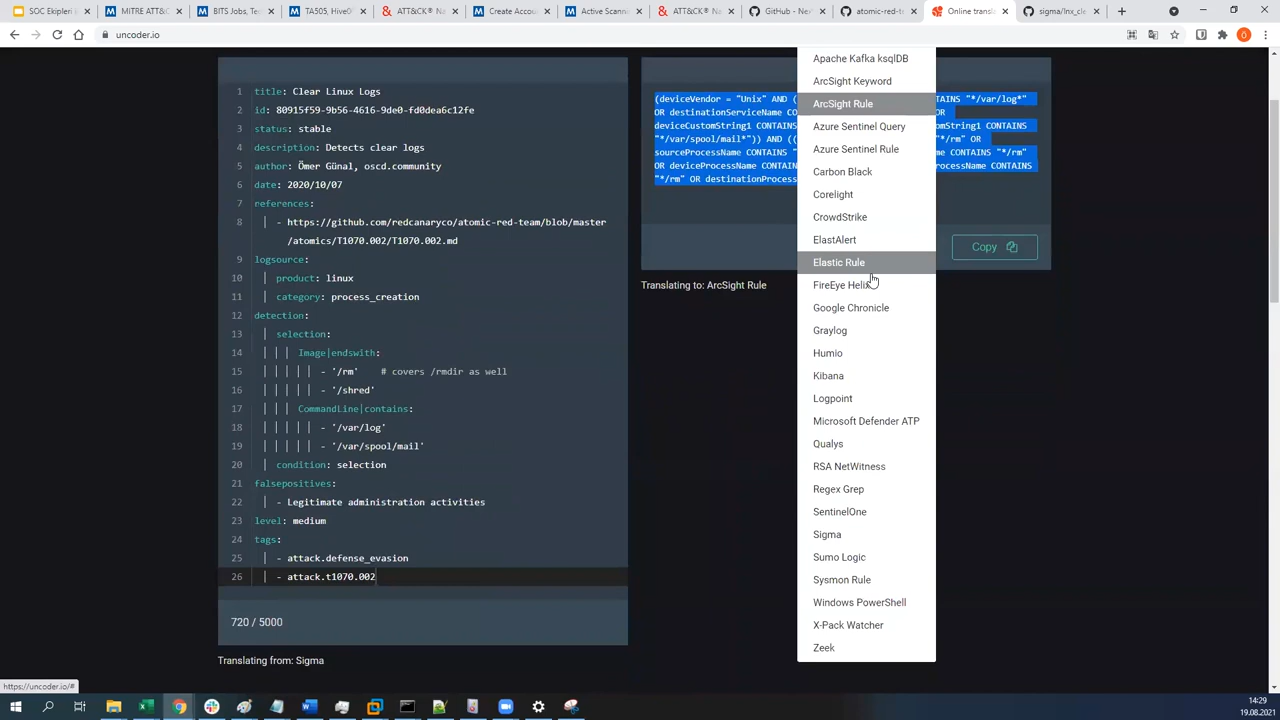 SOC Ekipleri i
MITRE ATT&C
BITS Jobs, Te
TA505, Hive0
ATT&CK® Na
Create Accou
Active Scanni
ATT&CK® Na
GitHub - Nex
atomic-red-te
Online transl
sigma/lnx_cle
uncoder.io
1 title: Clear Linux Logs
2 id: 80915f59-9b56-4616-9de0-fd0dea6c12fe
3 status: stable
4 description: Detects clear logs
5 author: Ömer Günal, oscd.community
6 date: 2020/10/07
7 references:
8 - https://github.com/redcanaryco/atomic-red-team/blob/master
/atomics/T1070.002/T1070.002.md
9 logsource:
10 product: linux
11 category: process_creation
12 detection:
13 selection:
14 Image|endswith:
15 - '/rm' # covers /rmdir as well
16 - '/shred'
17 CommandLine|contains:
18 - '/var/log'
19 - '/var/spool/mail'
20 condition: selection
21 falsepositives:
22 - Legitimate administration activities
23 level: medium
24 tags:
25 - attack.defense_evasion
26 - attack.t1070.002
720 / 5000
Translating from: Sigma
(deviceVendor = "Unix" AND ( TAINS "*/var/log*"
OR destinationServiceName CO OR
deviceCustomString1 CONTAINS omString1 CONTAINS
"*/var/spool/mail*")) AND (( "*/rm" OR
sourceProcessName CONTAINS " ame CONTAINS "*/rm"
OR deviceProcessName CONTAIN ocessName CONTAINS
"*/rm" OR destinationProcess
Copy
Translating to: ArcSight Rule
Apache Kafka ksqlDB
ArcSight Keyword
ArcSight Rule
Azure Sentinel Query
Azure Sentinel Rule
Carbon Black
Corelight
CrowdStrike
ElastAlert
Elastic Rule
FireEye Helix
Google Chronicle
Graylog
Humio
Kibana
Logpoint
Microsoft Defender ATP
Qualys
RSA NetWitness
Regex Grep
SentinelOne
Sigma
Sumo Logic
Sysmon Rule
Windows PowerShell
X-Pack Watcher
Zeek
https://uncoder.io/#
14:29
19.08.2021